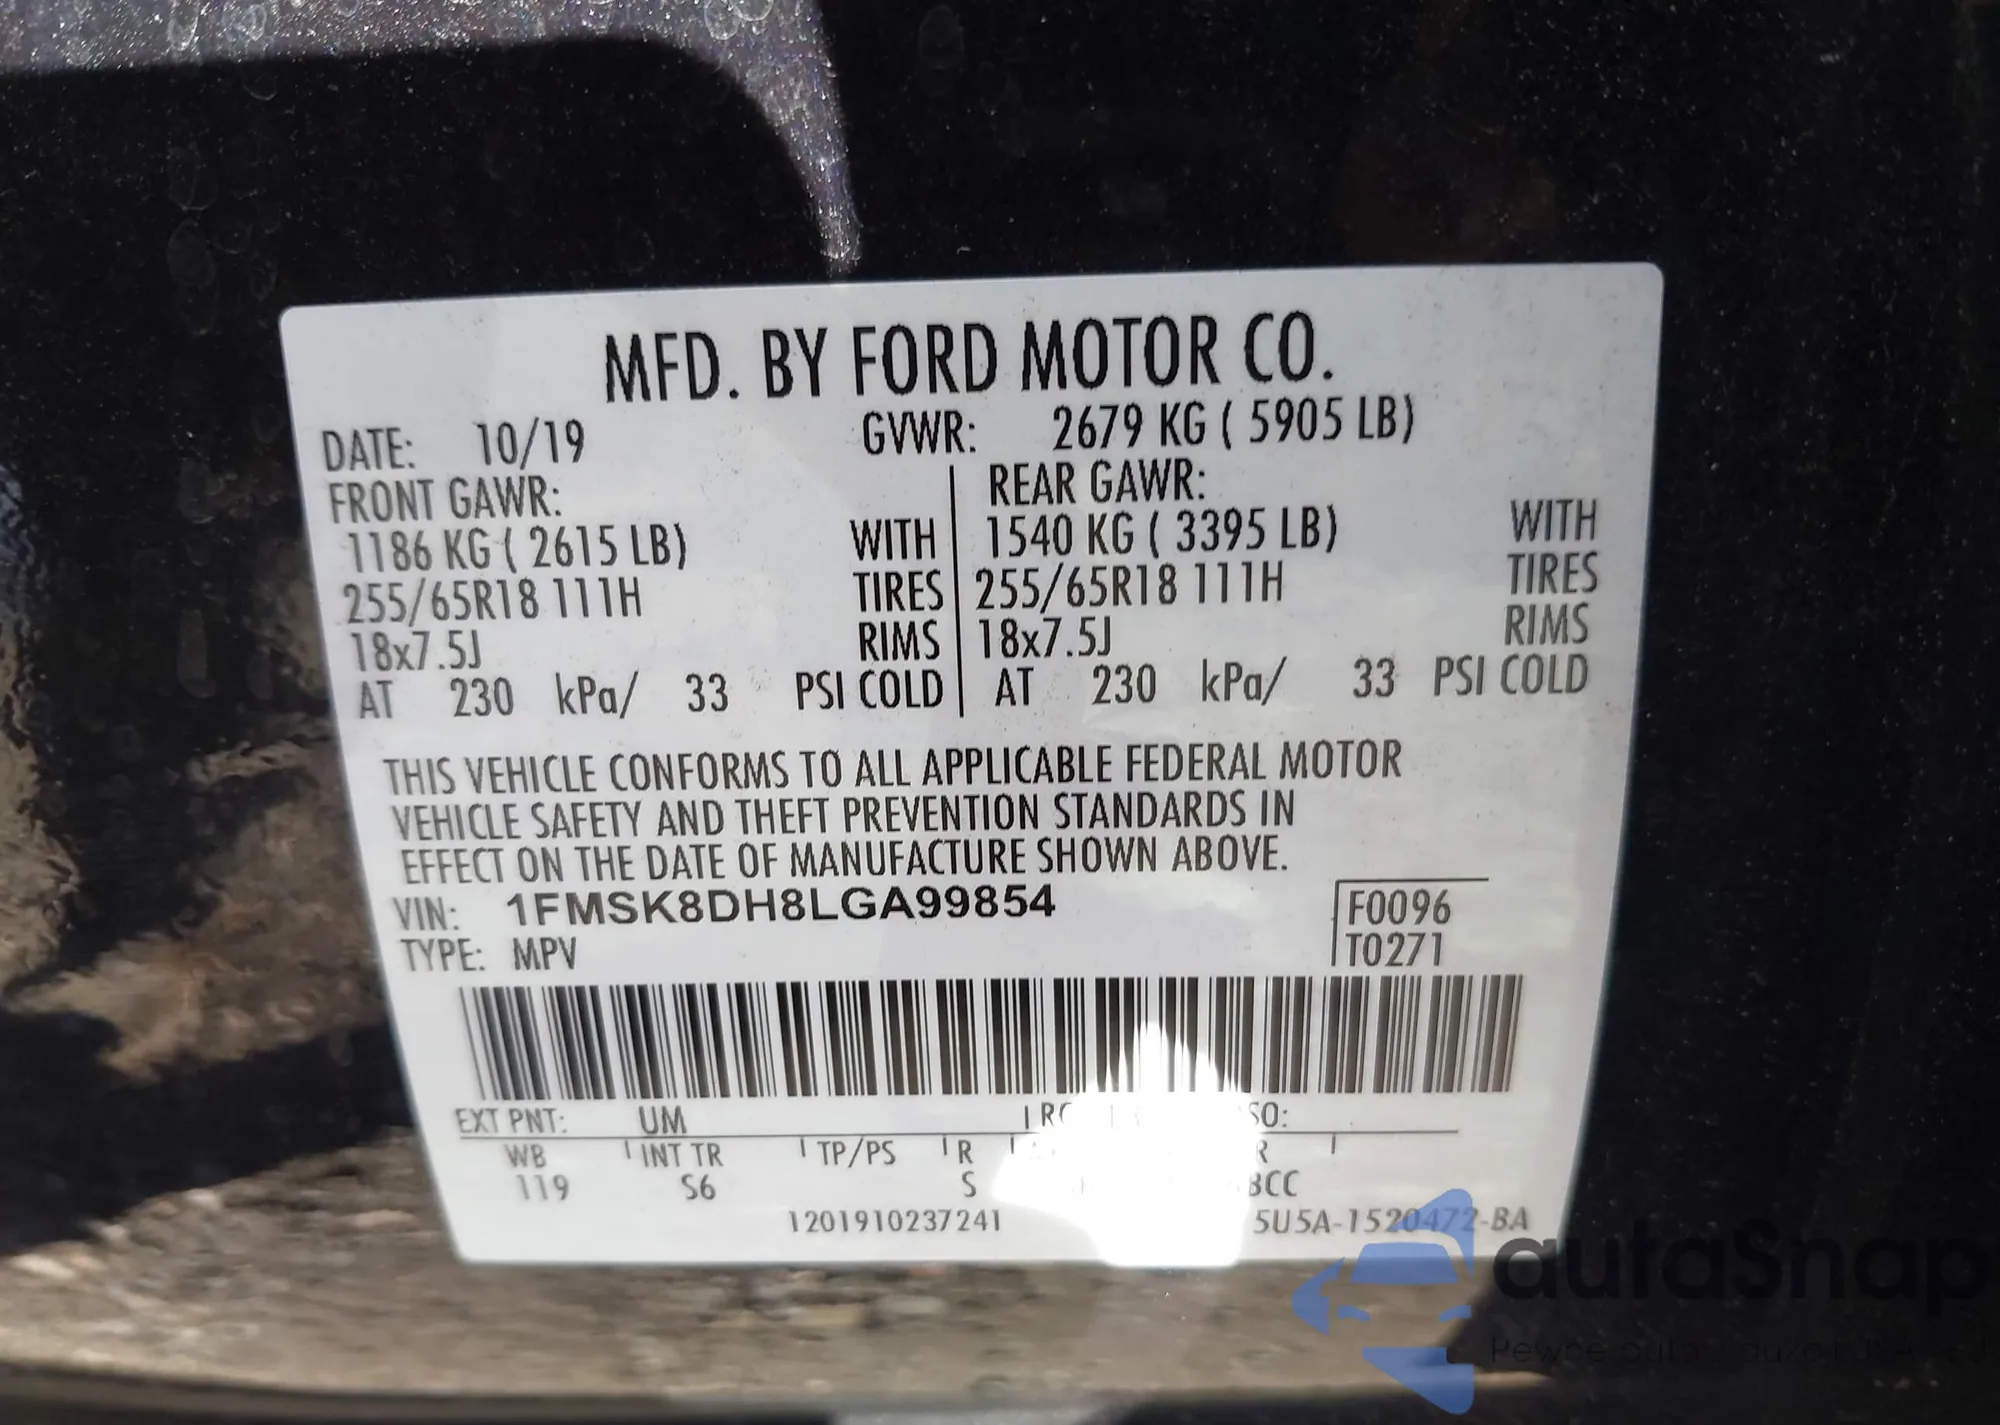 MFD. BY FORD MOTOR CO.
DATE: 10/19 GVWR: 2679 KG ( 5905 LB)
FRONT GAWR: REAR GAWR:
1186 KG ( 2615 LB) WITH 1540 KG ( 3395 LB) WITH
255/65R18 111H TIRES 255/65R18 111H TIRES
18x7.5J RIMS 18x7.5J RIMS
AT 230 kPa/ 33 PSI COLD AT 230 kPa/ 33 PSI COLD
THIS VEHICLE CONFORMS TO ALL APPLICABLE FEDERAL MOTOR
VEHICLE SAFETY AND THEFT PREVENTION STANDARDS IN
EFFECT ON THE DATE OF MANUFACTURE SHOWN ABOVE.
VIN: 1FMSK8DH8LGA99854 F0096
TYPE: MPV T0271
EXT PNT: UM
WB INT TR TP/PS R
119 S6 S
1201910237241 5U5A-1520472-BA
autoSnap